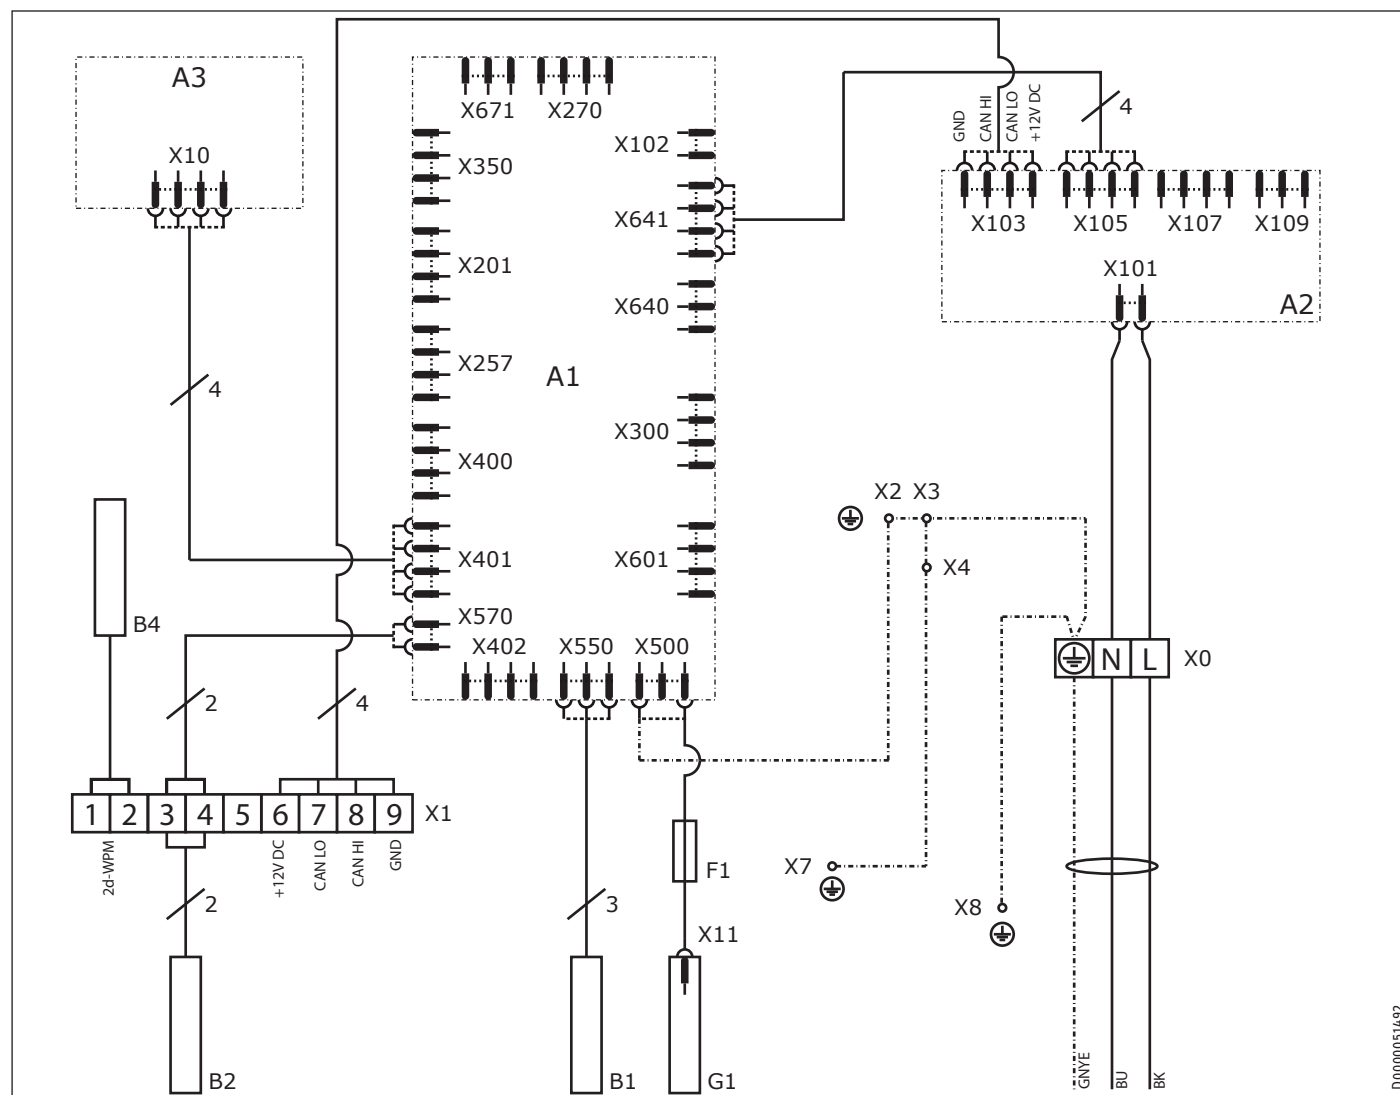 A3
X10
X671
X270
X350
X102
X641
X201
X640
X257
A1
X300
X400
X401
X601
X570
X402
X550
X500
GND
CAN HI
CAN LO
+12V DC
4
X103
X105
X107
X109
X101
A2
4
X2
X3
X4
B4
N
L
X0
2
4
1
2
3
4
5
6
7
8
9
X1
2d-WPM
+12V DC
CAN LO
CAN HI
GND
2
3
F1
X7
X8
X11
B2
B1
G1
GNYE
BU
BK
D0000051492